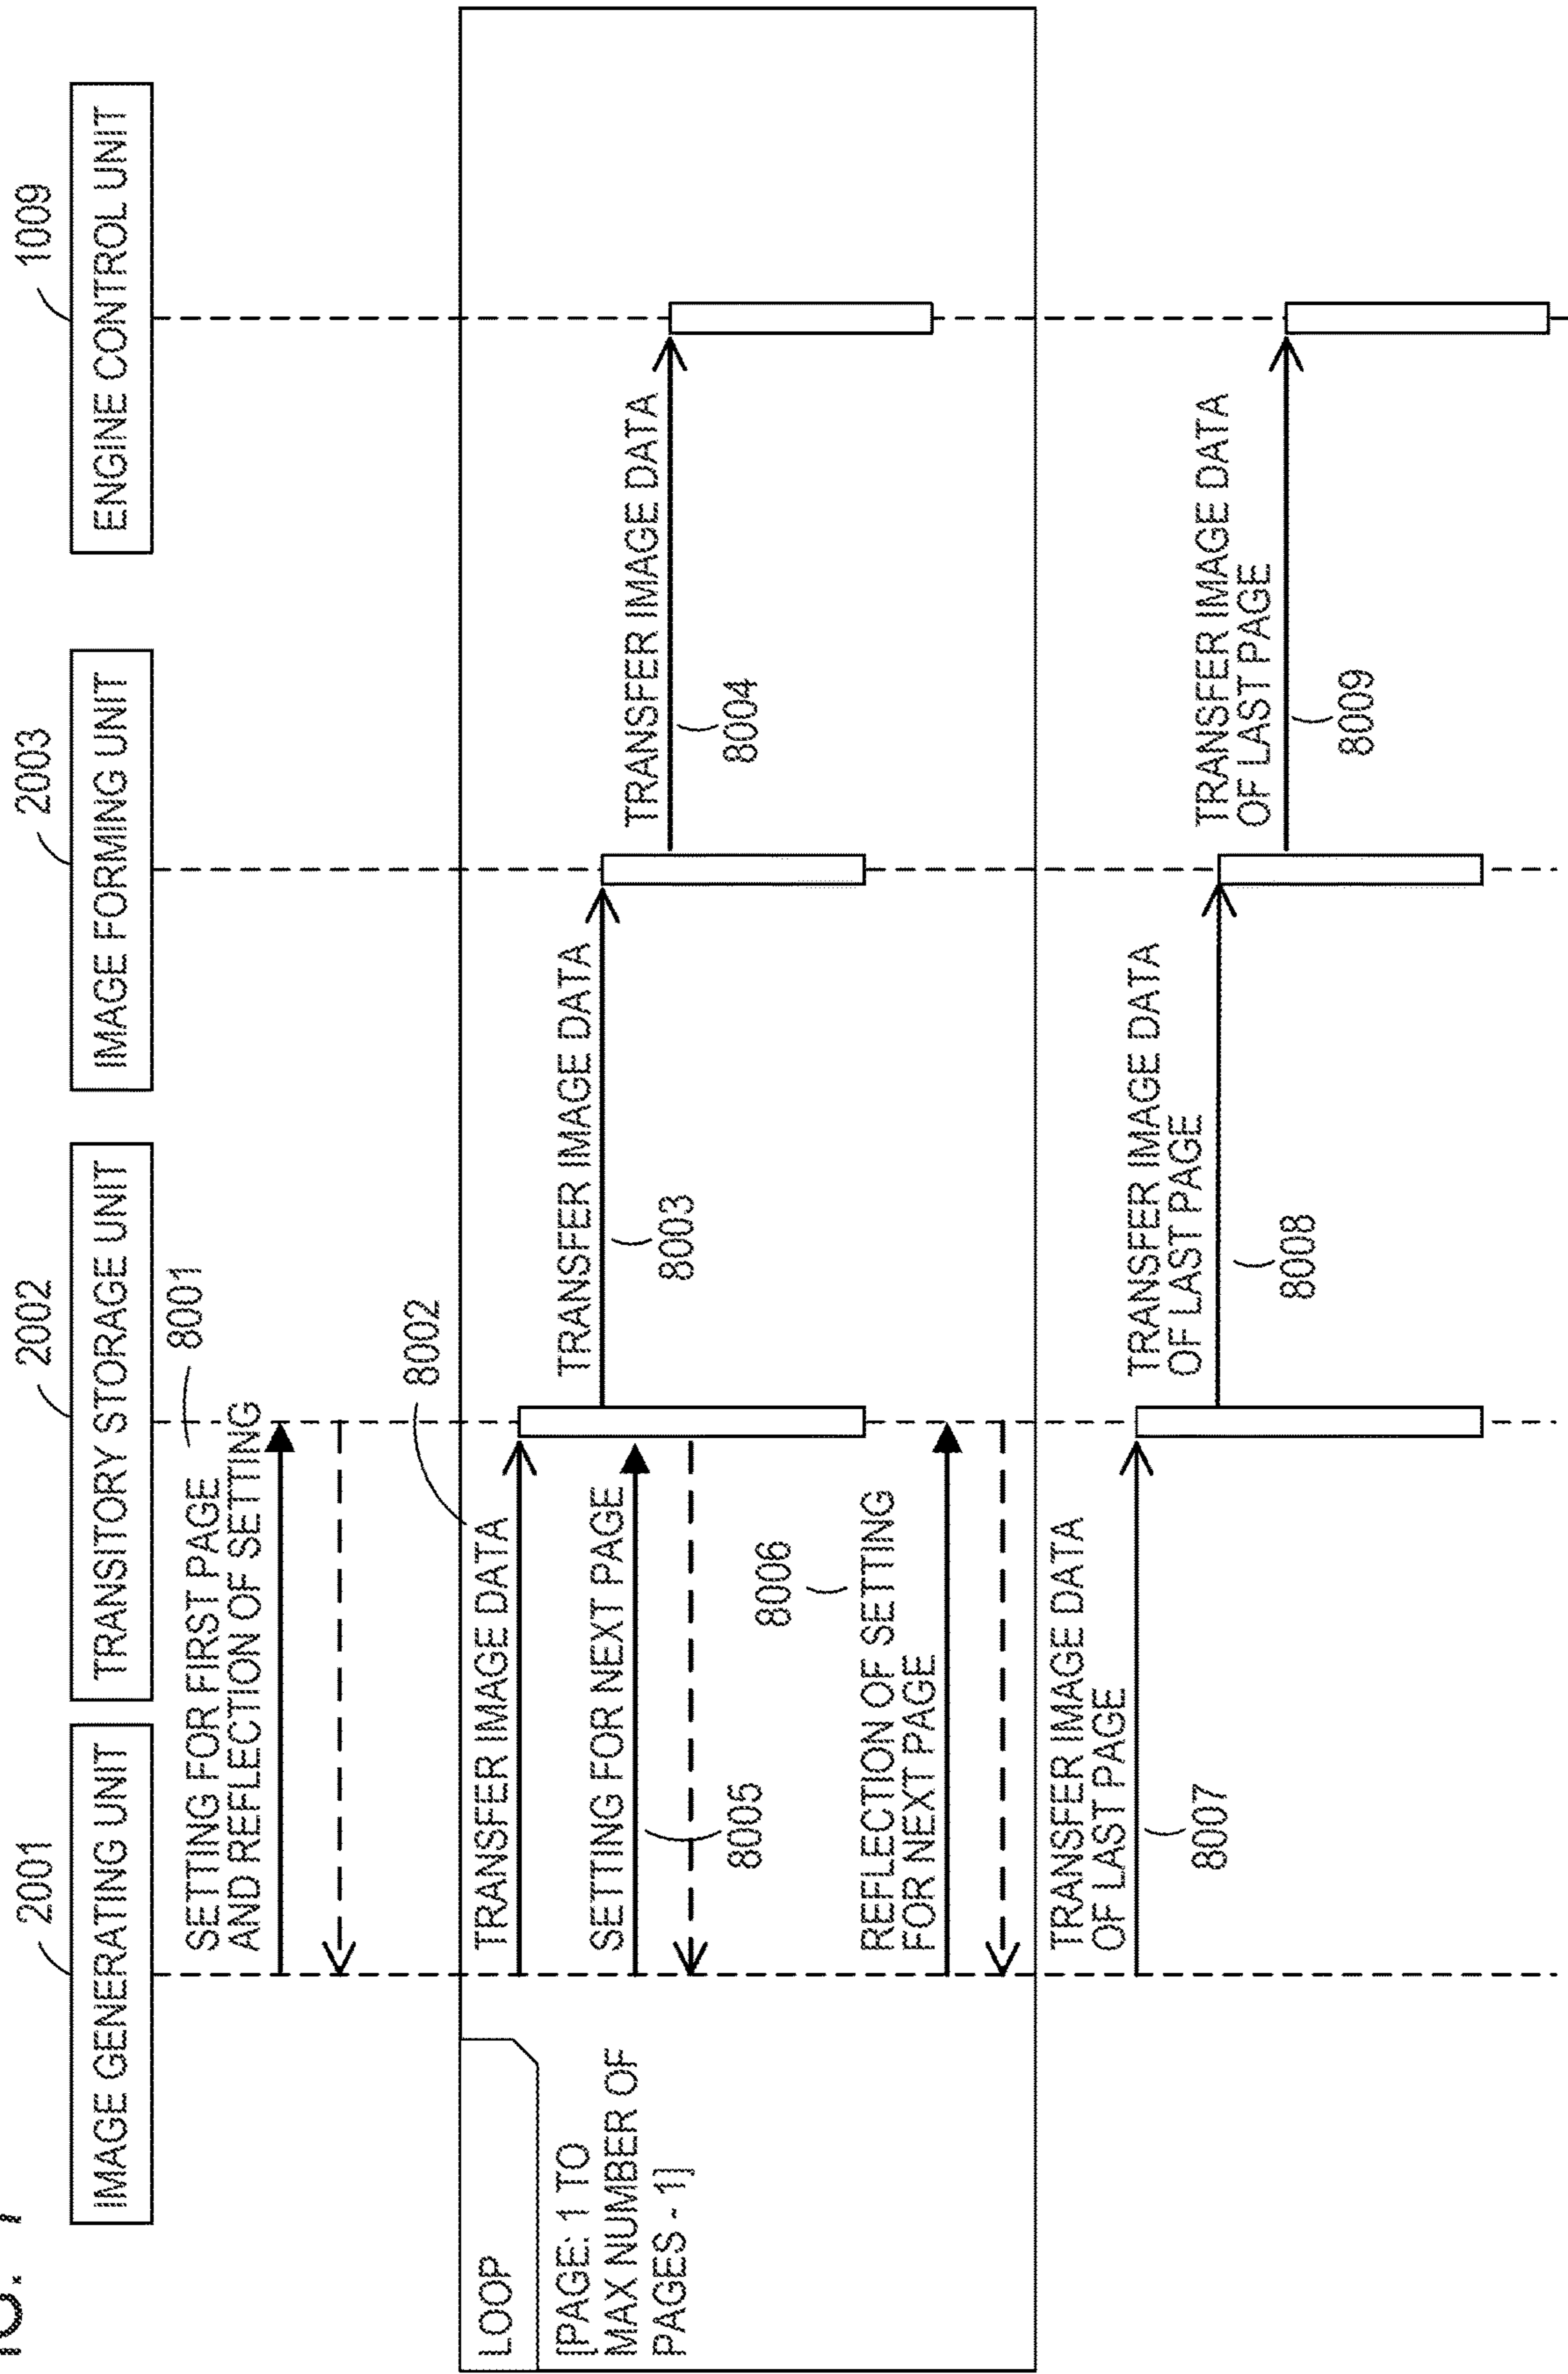 2001
2002
2003
1009
IMAGE GENERATING UNIT
TRANSITORY STORAGE UNIT
IMAGE FORMING UNIT
ENGINE CONTROL UNIT
SETTING FOR FIRST PAGE
AND REFLECTION OF SETTING
8001
LOOP
[PAGE: 1 TO
MAX NUMBER OF
PAGES - 1]
TRANSFER IMAGE DATA
8002
TRANSFER IMAGE DATA
8003
TRANSFER IMAGE DATA
8004
SETTING FOR NEXT PAGE
8005
8006
REFLECTION OF SETTING
FOR NEXT PAGE
TRANSFER IMAGE DATA
OF LAST PAGE
8007
TRANSFER IMAGE DATA
OF LAST PAGE
8008
TRANSFER IMAGE DATA
OF LAST PAGE
8009